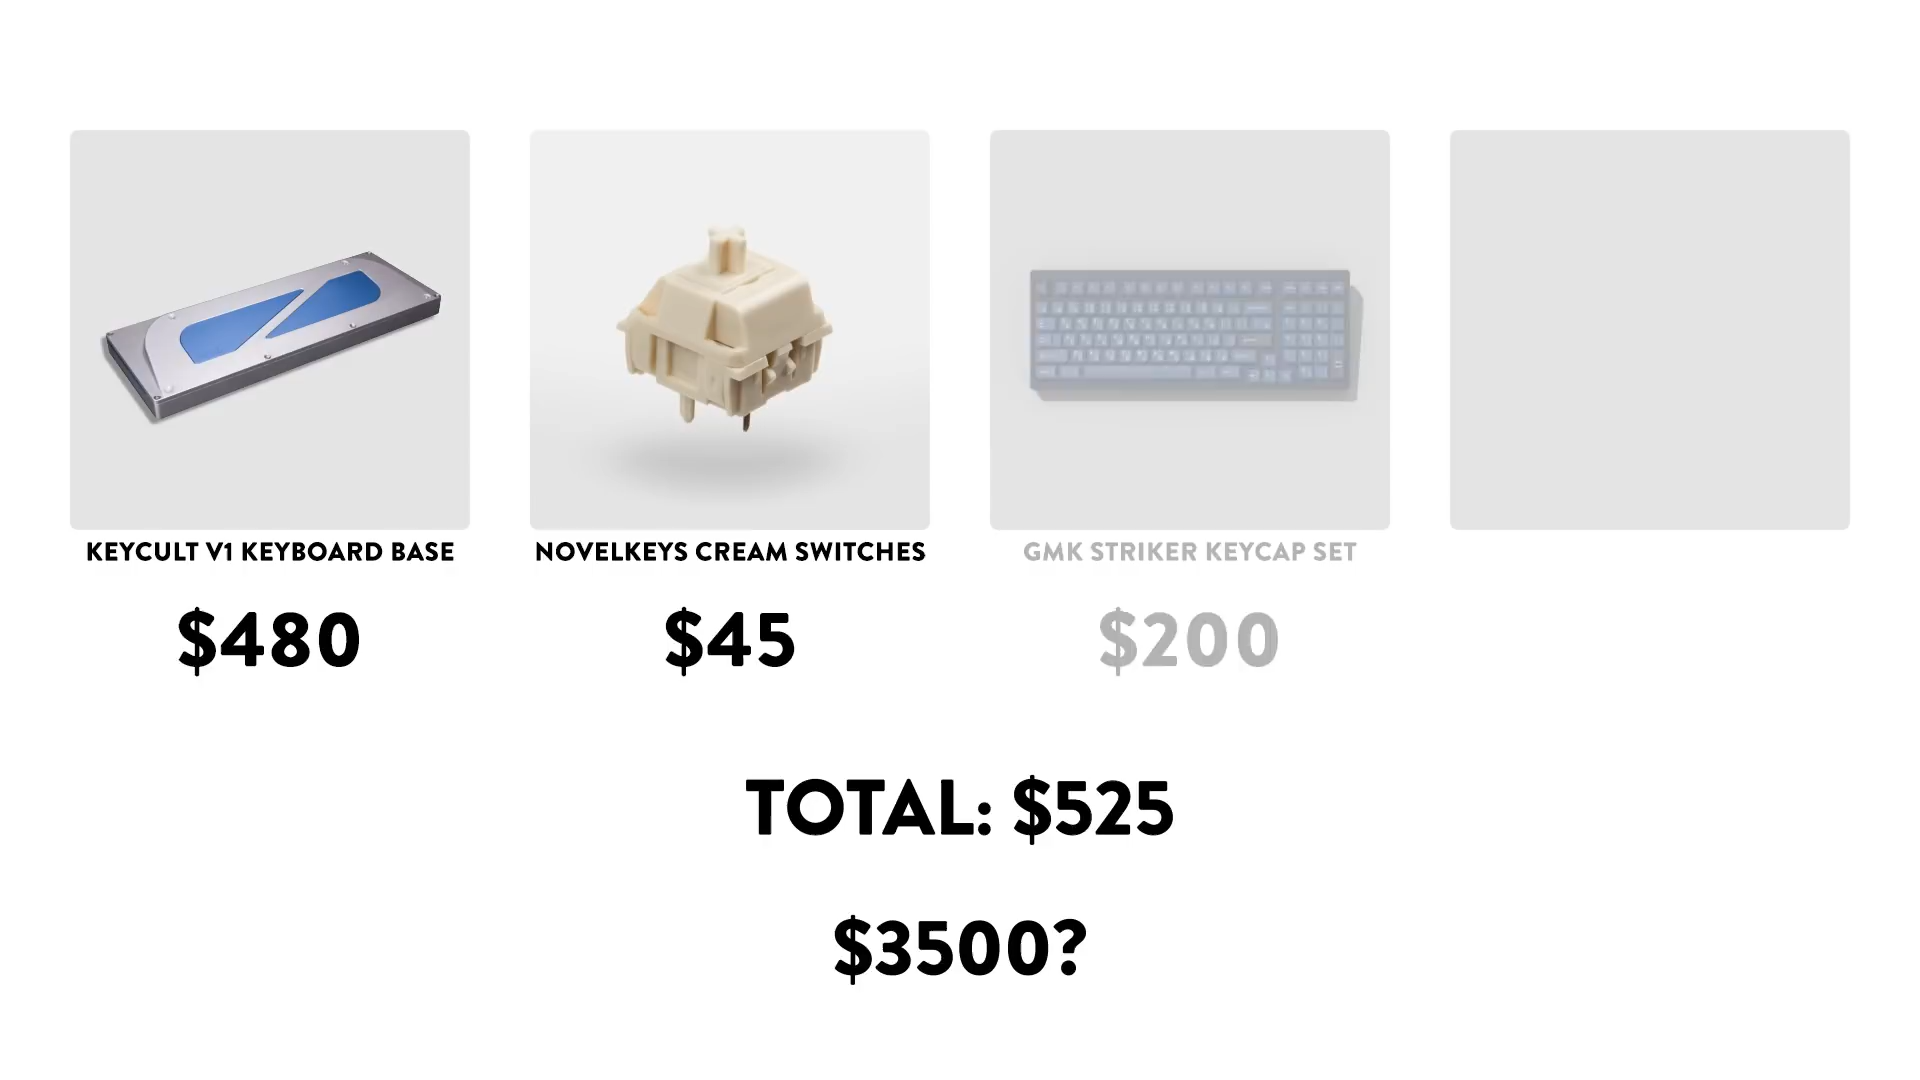 KEYCULT V1 KEYBOARD BASE
$480
NOVELKEYS CREAM SWITCHES
$45
GMK STRIKER KEYCAP SET
$200
TOTAL: $525
$3500?